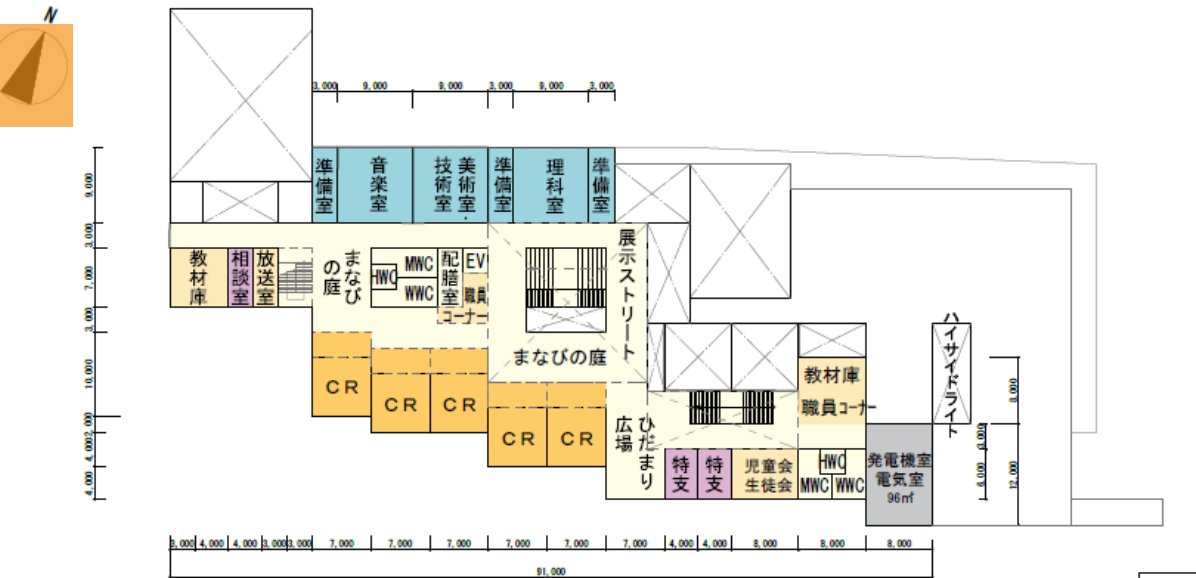 N
3,000 9,000 9,000 3,000 9,000 3,000
9,000
3,000
7,000
3,000
10,000
2,000
4,000
4,000
準備室
音楽室
美術室・
技術室
準備室
理科室
準備室
教材庫
相談室
放送室
まなび
の庭
HWC
MWC
WWC
配膳室
EV
職員
コーナー
展示ストリート
まなびの庭
ハイサイドライト
教材庫
職員コーナー
CR
CR
CR
CR
CR
ひだまり
広場
特支
特支
児童会
生徒会
HWC
MWC
WWC
発電機室
電気室
96㎡
8,000
3,000
6,000
12,000
3,000 4,000 4,000 3,000 3,000 7,000 7,000 7,000 7,000 7,000 7,000 4,000 4,000 8,000 8,000 8,000
91,000